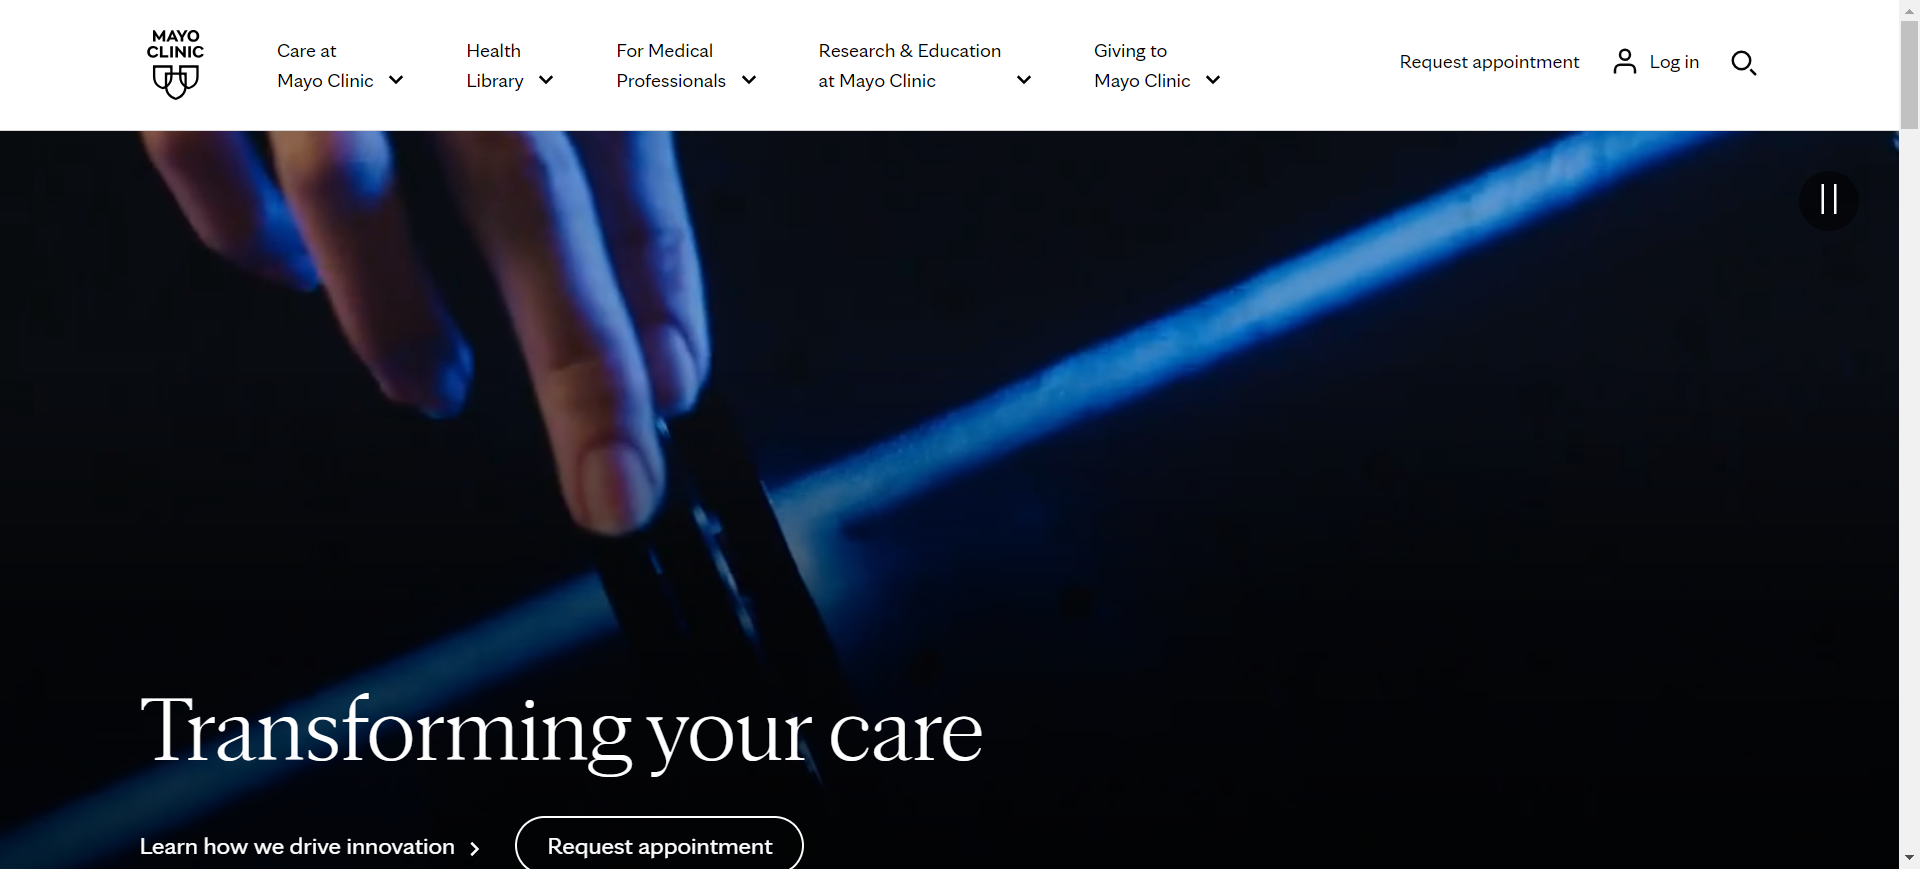 MAYO
CLINIC
Care at
Mayo Clinic
Health
Library
For Medical
Professionals
Research & Education
at Mayo Clinic
Giving to
Mayo Clinic
Request appointment
Log in
Transforming your care
Learn how we drive innovation
Request appointment